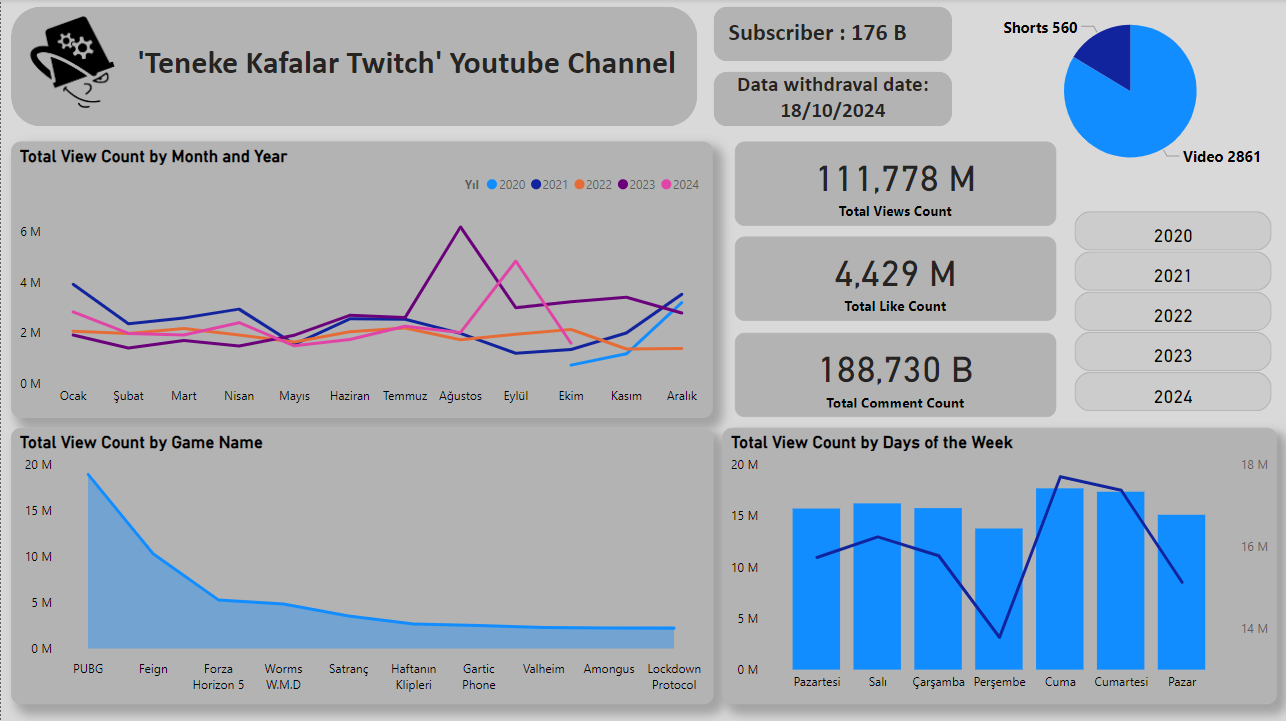 'Teneke Kafalar Twitch' Youtube Channel
Subscriber : 176 B
Data withdraval date:
18/10/2024
Shorts 560
Video 2861
Total View Count by Month and Year
Yıl 2020 2021 2022 2023 2024
6 M
4 M
2 M
0 M
Ocak Şubat Mart Nisan Mayıs Haziran Temmuz Ağustos Eylül Ekim Kasım Aralık
111,778 M
Total Views Count
4,429 M
Total Like Count
188,730 B
Total Comment Count
2020
2021
2022
2023
2024
Total View Count by Game Name
20 M
15 M
10 M
5 M
0 M
PUBG Feign Forza Worms Satranç Haftanın Gartic Valheim Amongus Lockdown
Horizon 5 W.M.D Klipleri Phone Protocol
Total View Count by Days of the Week
20 M
15 M
10 M
5 M
0 M
18 M
16 M
14 M
Pazartesi Salı Çarşamba Perşembe Cuma Cumartesi Pazar